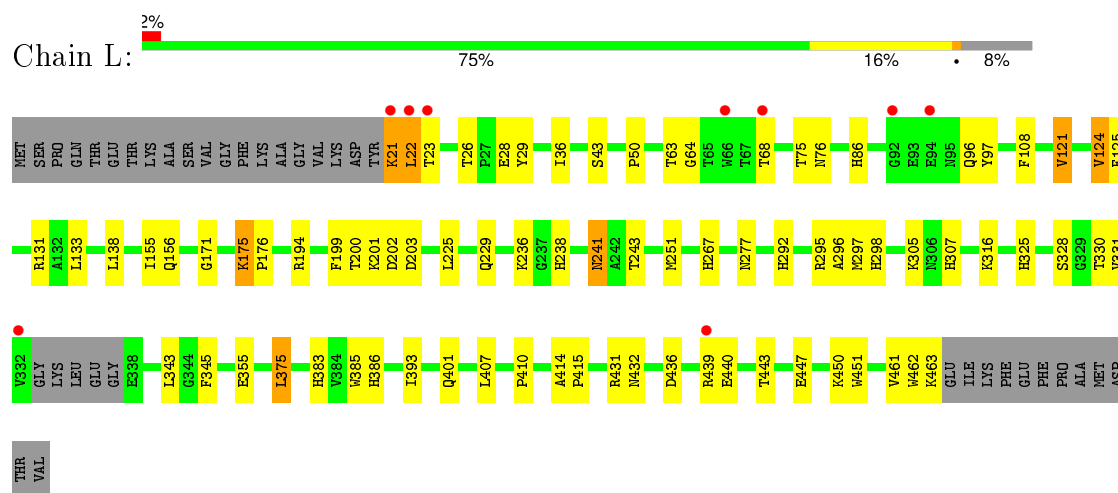 2%
Chain L:
75% 16% • 8%
MET SER PRO GLN THR GLU THR LYS ALA SER VAL GLY PHE LYS ALA GLY VAL LYS ASP TYR K21 L22 T23 T26 P27 E28 Y29 I36 S43 P50 T63 G64 T65 W66 T67 T68 T75 N76 H86 G92 E93 E94 N95 Q96 Y97 F108 V121 V124 F125
R131 A132 L133 L138 I155 Q156 G171 K175 P176 R194 F199 T200 K201 D202 D203 L225 Q229 K236 G237 H238 N241 A242 T243 M251 H267 N277 H292 R295 A296 M297 H298 K305 N306 H307 K316 H325 S328 G329 T330 V331
V332 GLY LYS LEU GLU GLY E338 L343 G344 F345 E355 L375 H383 V384 W385 H386 I393 Q401 L407 P410 A414 P415 R431 N432 D436 R439 E440 T443 E447 K450 W451 V461 W462 K463 GLU ILE LYS PHE GLU PHE PRO ALA MET ASP
THR VAL